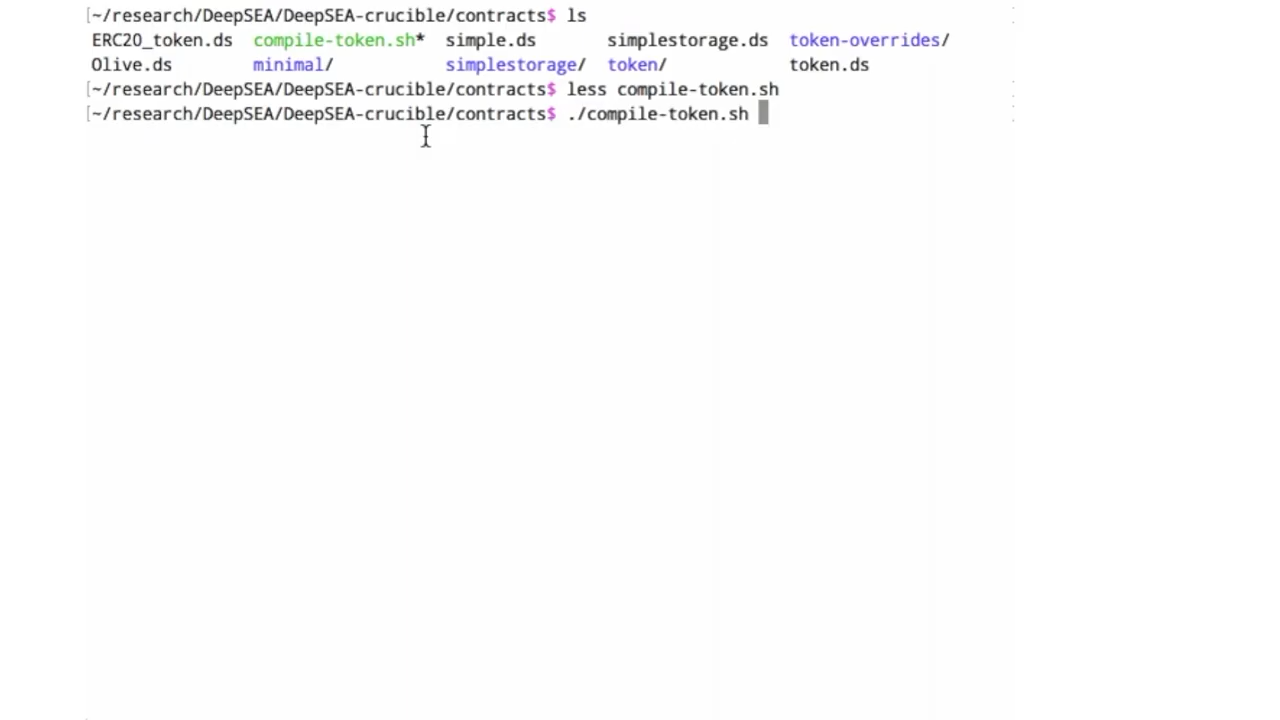 [~/research/DeepSEA/DeepSEA-crucible/contracts$ ls
ERC20_token.ds compile-token.sh* simple.ds simplestorage.ds token-overrides/
Olive.ds minimal/ simplestorage/ token/ token.ds
[~/research/DeepSEA/DeepSEA-crucible/contracts$ less compile-token.sh
[~/research/DeepSEA/DeepSEA-crucible/contracts$ ./compile-token.sh